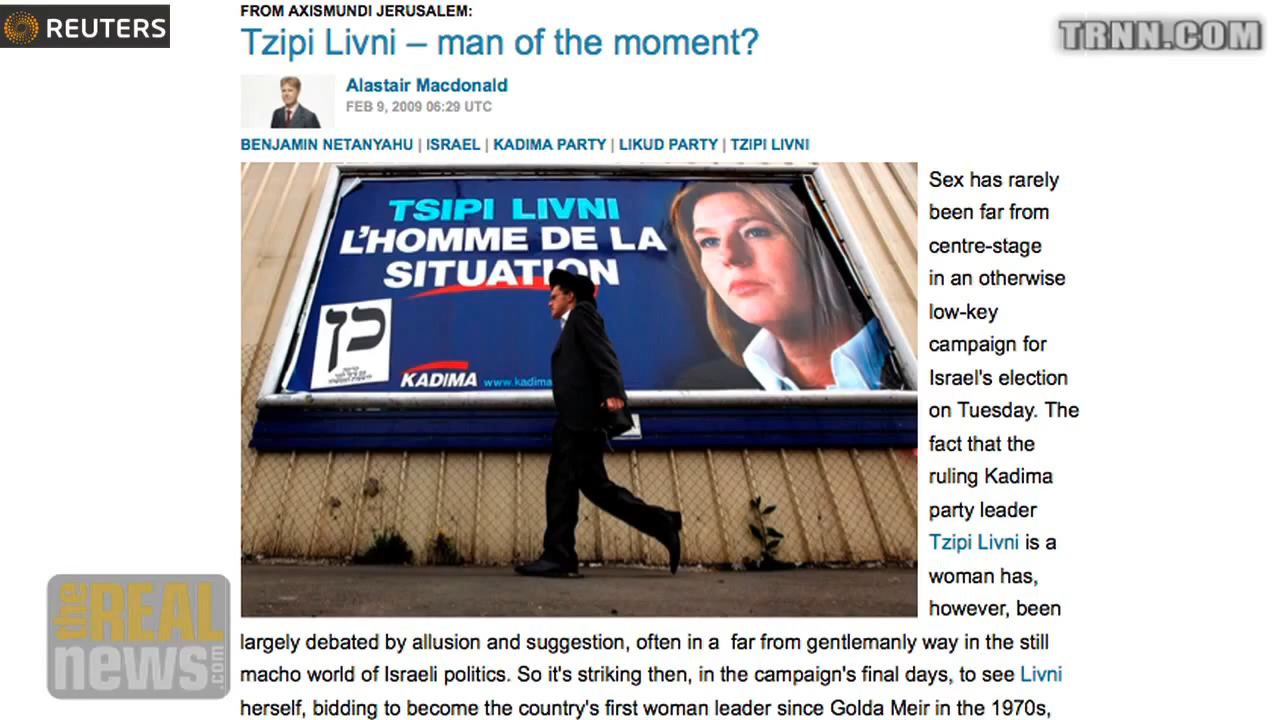 REUTERS
TRNN.COM
FROM AXISMUNDI JERUSALEM:
Tzipi Livni – man of the moment?
Alastair Macdonald
FEB 9, 2009 06:29 UTC
BENJAMIN NETANYAHU | ISRAEL | KADIMA PARTY | LIKUD PARTY | TZIPI LIVNI
TSIPI LIVNI
L'HOMME DE LA
SITUATION
כן
KADIMA www.kadima
Sex has rarely
been far from
centre-stage
in an otherwise
low-key
campaign for
Israel's election
on Tuesday. The
fact that the
ruling Kadima
party leader
Tzipi Livni is a
woman has,
however, been
largely debated by allusion and suggestion, often in a far from gentlemanly way in the still
macho world of Israeli politics. So it's striking then, in the campaign's final days, to see Livni
herself, bidding to become the country's first woman leader since Golda Meir in the 1970s,
the REAL
news.com